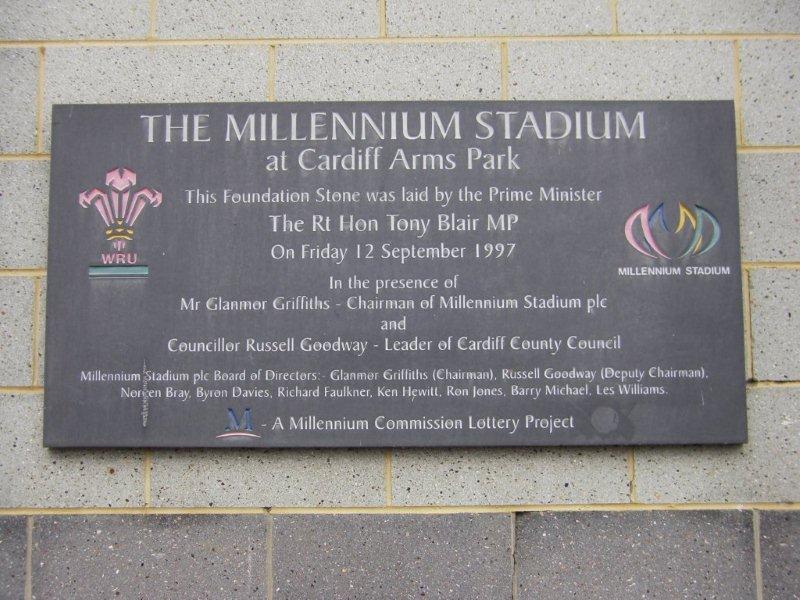 THE MILLENNIUM STADIUM
at Cardiff Arms Park
This Foundation Stone was laid by the Prime Minister
The Rt Hon Tony Blair MP
On Friday 12 September 1997
WRU
MILLENNIUM STADIUM
In the presence of
Mr Glanmor Griffiths - Chairman of Millennium Stadium plc
and
Councillor Russell Goodway - Leader of Cardiff County Council
Millennium Stadium plc Board of Directors:- Glanmor Griffiths (Chairman), Russell Goodway (Deputy Chairman),
Noreen Bray, Byron Davies, Richard Faulkner, Ken Hewitt, Ron Jones, Barry Michael, Les Williams.
M - A Millennium Commission Lottery Project